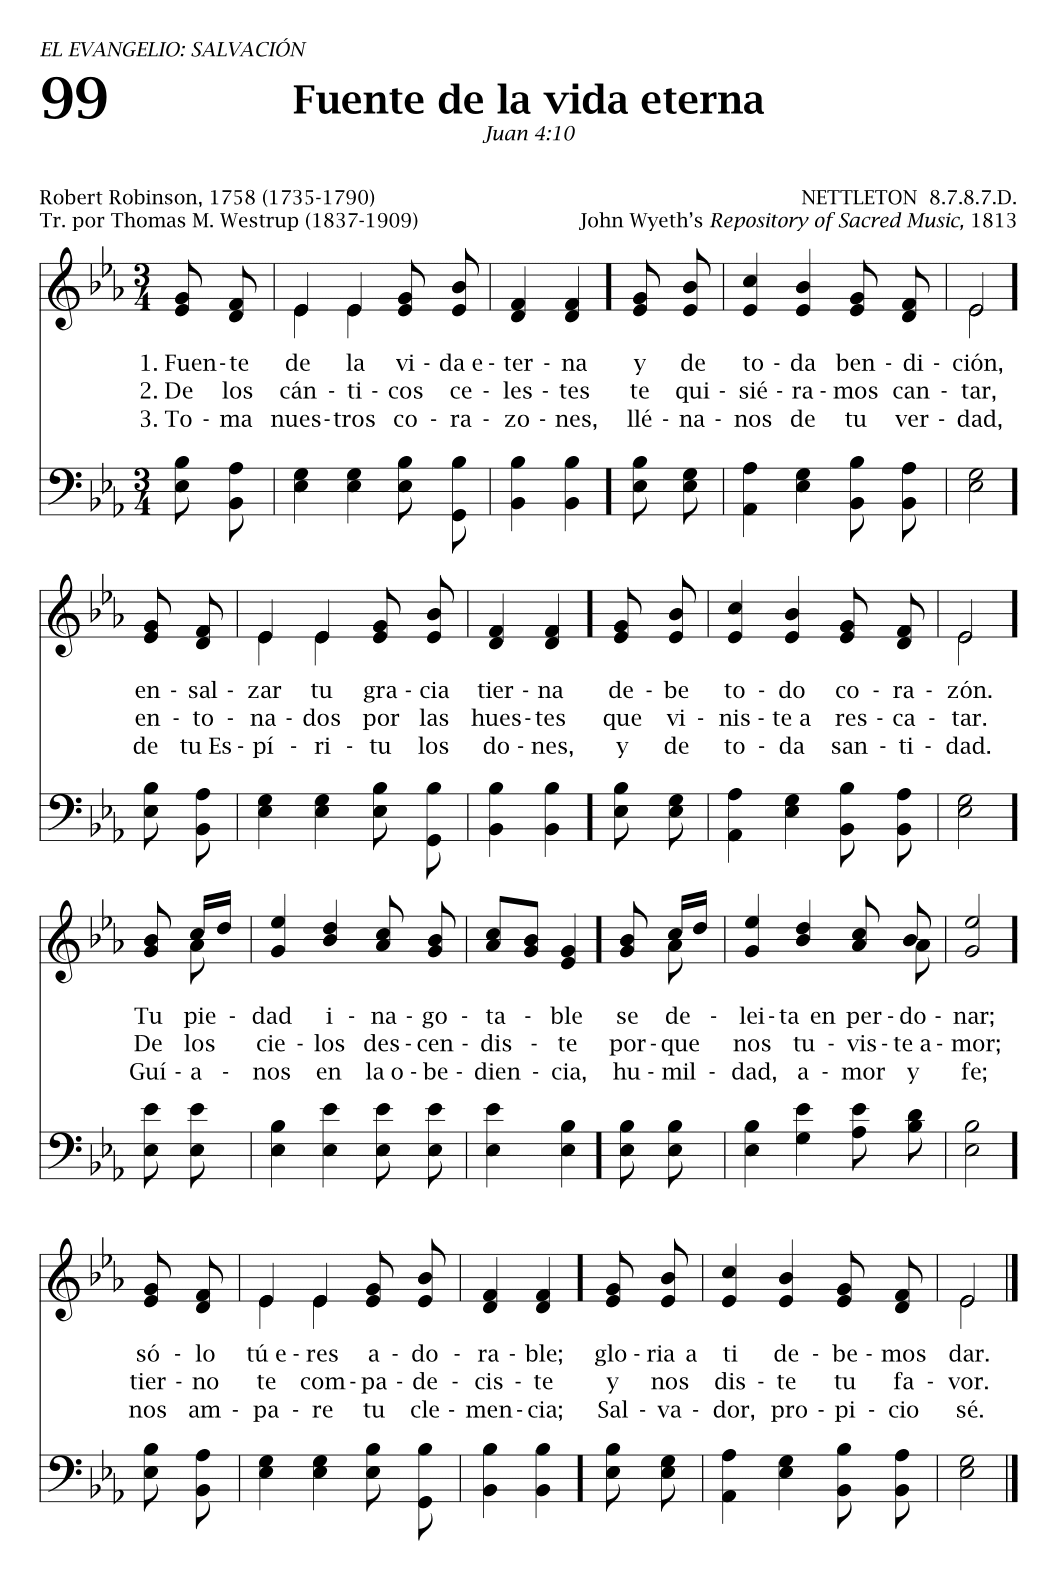 EL EVANGELIO: SALVACIÓN
99 Fuente de la vida eterna
Juan 4:10
Robert Robinson, 1758 (1735-1790) NETTLETON 8.7.8.7.D.
Tr. por Thomas M. Westrup (1837-1909) John Wyeth's Repository of Sacred Music, 1813
3 4
1. Fuen - te de la vi - da e - ter - na y de to - da ben - di - ción,
2. De los cán - ti - cos ce - les - tes te qui - sié - ra - mos can - tar,
3. To - ma nues - tros co - ra - zo - nes, llé - na - nos de tu ver - dad,
3 4
en - sal - zar tu gra - cia tier - na de - be to - do co - ra - zón.
en - to - na - dos por las hues - tes que vi - nis - te a res - ca - tar.
de tu Es - pí - ri - tu los do - nes, y de to - da san - ti - dad.
Tu pie - dad i - na - go - ta - ble se de - lei - ta en per - do - nar;
De los cie - los des - cen - dis - te por - que nos tu - vis - te a - mor;
Guí - a - nos en la o - be - dien - cia, hu - mil - dad, a - mor y fe;
só - lo tú e - res a - do - ra - ble; glo - ria a ti de - be - mos dar.
tier - no te com - pa - de - cis - te y nos dis - te tu fa - vor.
nos am - pa - re tu cle - men - cia; Sal - va - dor, pro - pi - cio sé.